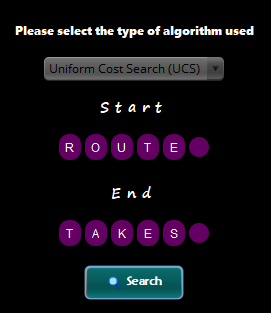 Please select the type of algorithm used
Uniform Cost Search (UCS)
Start
R O U T E
End
T A K E S
Search